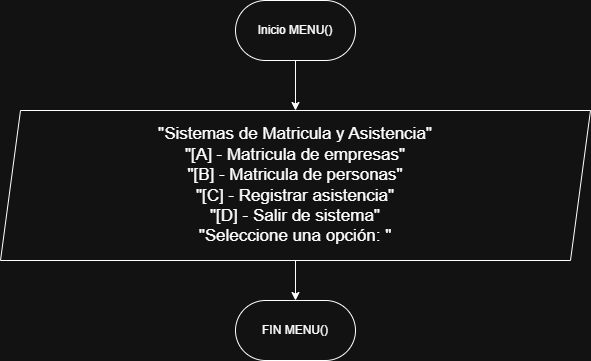 Inicio MENU()
"Sistemas de Matricula y Asistencia"
"[A] - Matricula de empresas"
"[B] - Matricula de personas"
"[C] - Registrar asistencia"
"[D] - Salir de sistema"
"Seleccione una opción: "
FIN MENU()